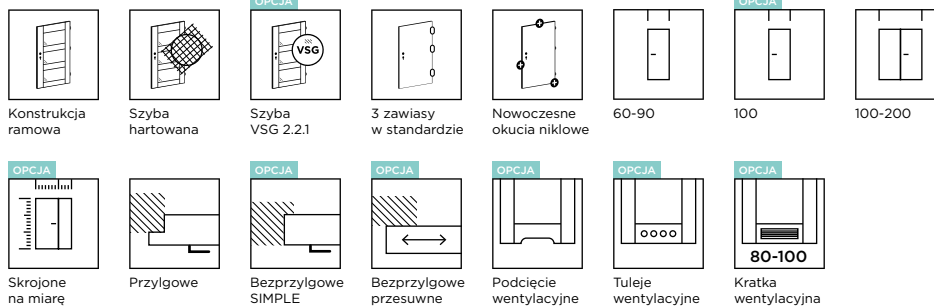 Konstrukcja
ramowa
Szyba
hartowana
OPCJA
VSG
Szyba
VSG 2.2.1
3 zawiasy
w standardzie
Nowoczesne
okucia niklowe
60-90
OPCJA
100
100-200
OPCJA
Skrojone
na miarę
Przylgowe
OPCJA
Bezprzylgowe
SIMPLE
OPCJA
Bezprzylgowe
przesuwne
OPCJA
Podcięcie
wentylacyjne
OPCJA
Tuleje
wentylacyjne
OPCJA
80-100
Kratka
wentylacyjna